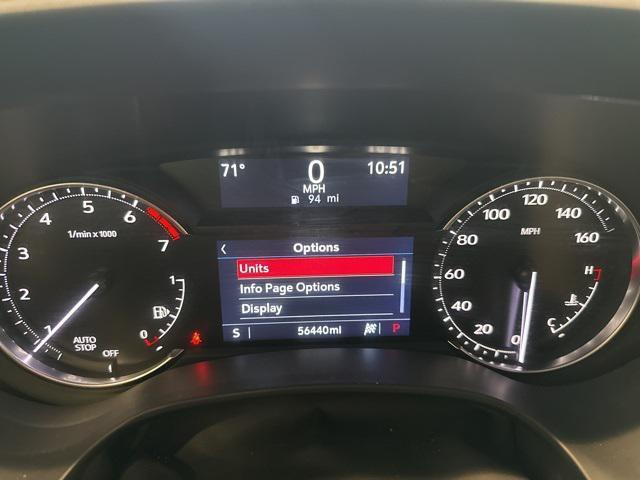 71° 0 10:51
MPH
94 mi
1/min x 1000
1 2 3 4 5 6 7
AUTO
STOP
OFF
1
0
‹ Options
Units
Info Page Options
Display
S 56440mi P
MPH
0 20 40 60 80 100 120 140 160
H
C